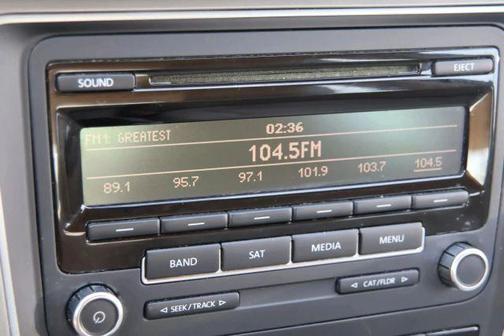 SOUND
EJECT
02:36
FM1: GREATEST
104.5FM
89.1 95.7 97.1 101.9 103.7 104.5
BAND SAT MEDIA MENU
SEEK/TRACK
CAT/FLDR